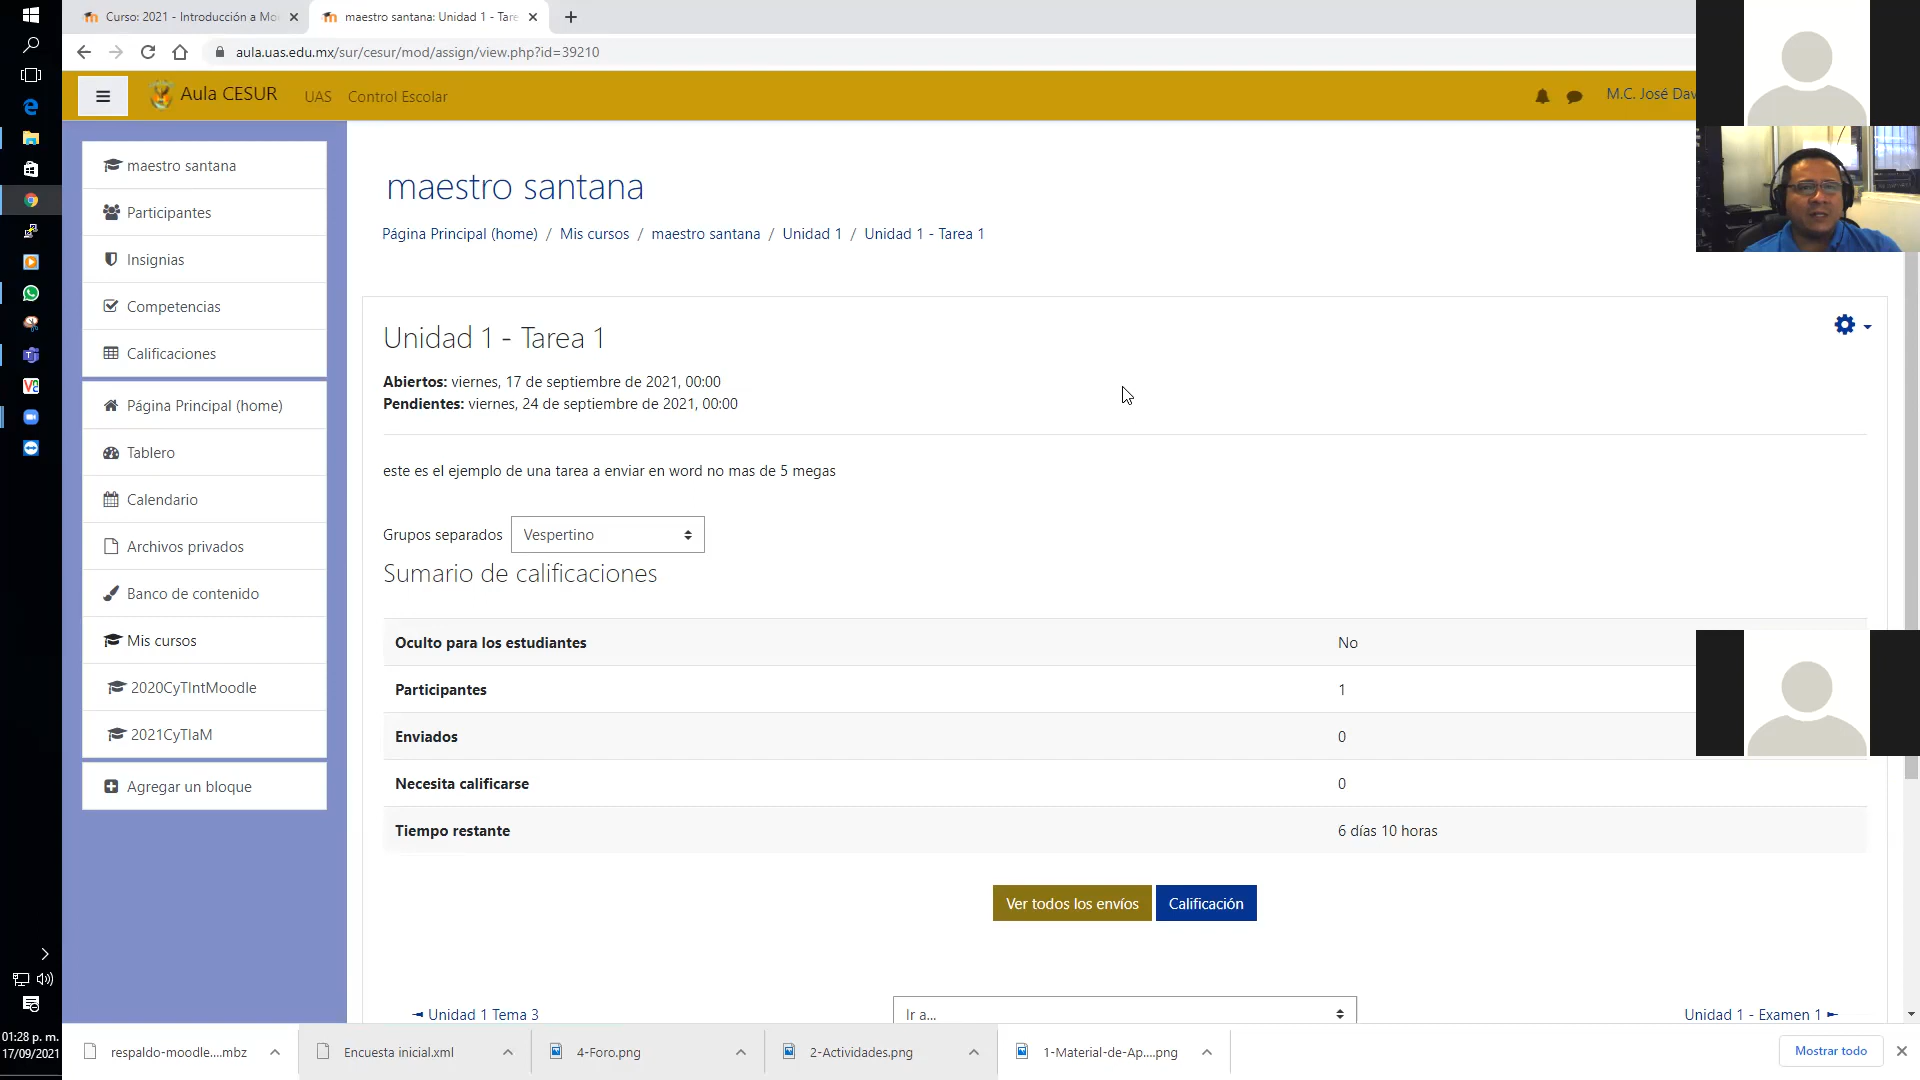 Curso: 2021 - Introducción a Mo
maestro santana: Unidad 1 - Tare
aula.uas.edu.mx/sur/cesur/mod/assign/view.php?id=39210
Aula CESUR
UAS
Control Escolar
M.C. José Dav
maestro santana
Participantes
Insignias
Competencias
Calificaciones
Página Principal (home)
Tablero
Calendario
Archivos privados
Banco de contenido
Mis cursos
2020CyTIntMoodle
2021CyTIaM
Agregar un bloque
maestro santana
Página Principal (home) / Mis cursos / maestro santana / Unidad 1 / Unidad 1 - Tarea 1
Unidad 1 - Tarea 1
Abiertos: viernes, 17 de septiembre de 2021, 00:00
Pendientes: viernes, 24 de septiembre de 2021, 00:00
este es el ejemplo de una tarea a enviar en word no mas de 5 megas
Grupos separados Vespertino
Sumario de calificaciones
Oculto para los estudiantes No
Participantes 1
Enviados 0
Necesita calificarse 0
Tiempo restante 6 días 10 horas
Ver todos los envíos
Calificación
◄ Unidad 1 Tema 3
Ir a...
Unidad 1 - Examen 1 ►
01:28 p. m.
17/09/2021
respaldo-moodle....mbz
Encuesta inicial.xml
4-Foro.png
2-Actividades.png
1-Material-de-Ap....png
Mostrar todo